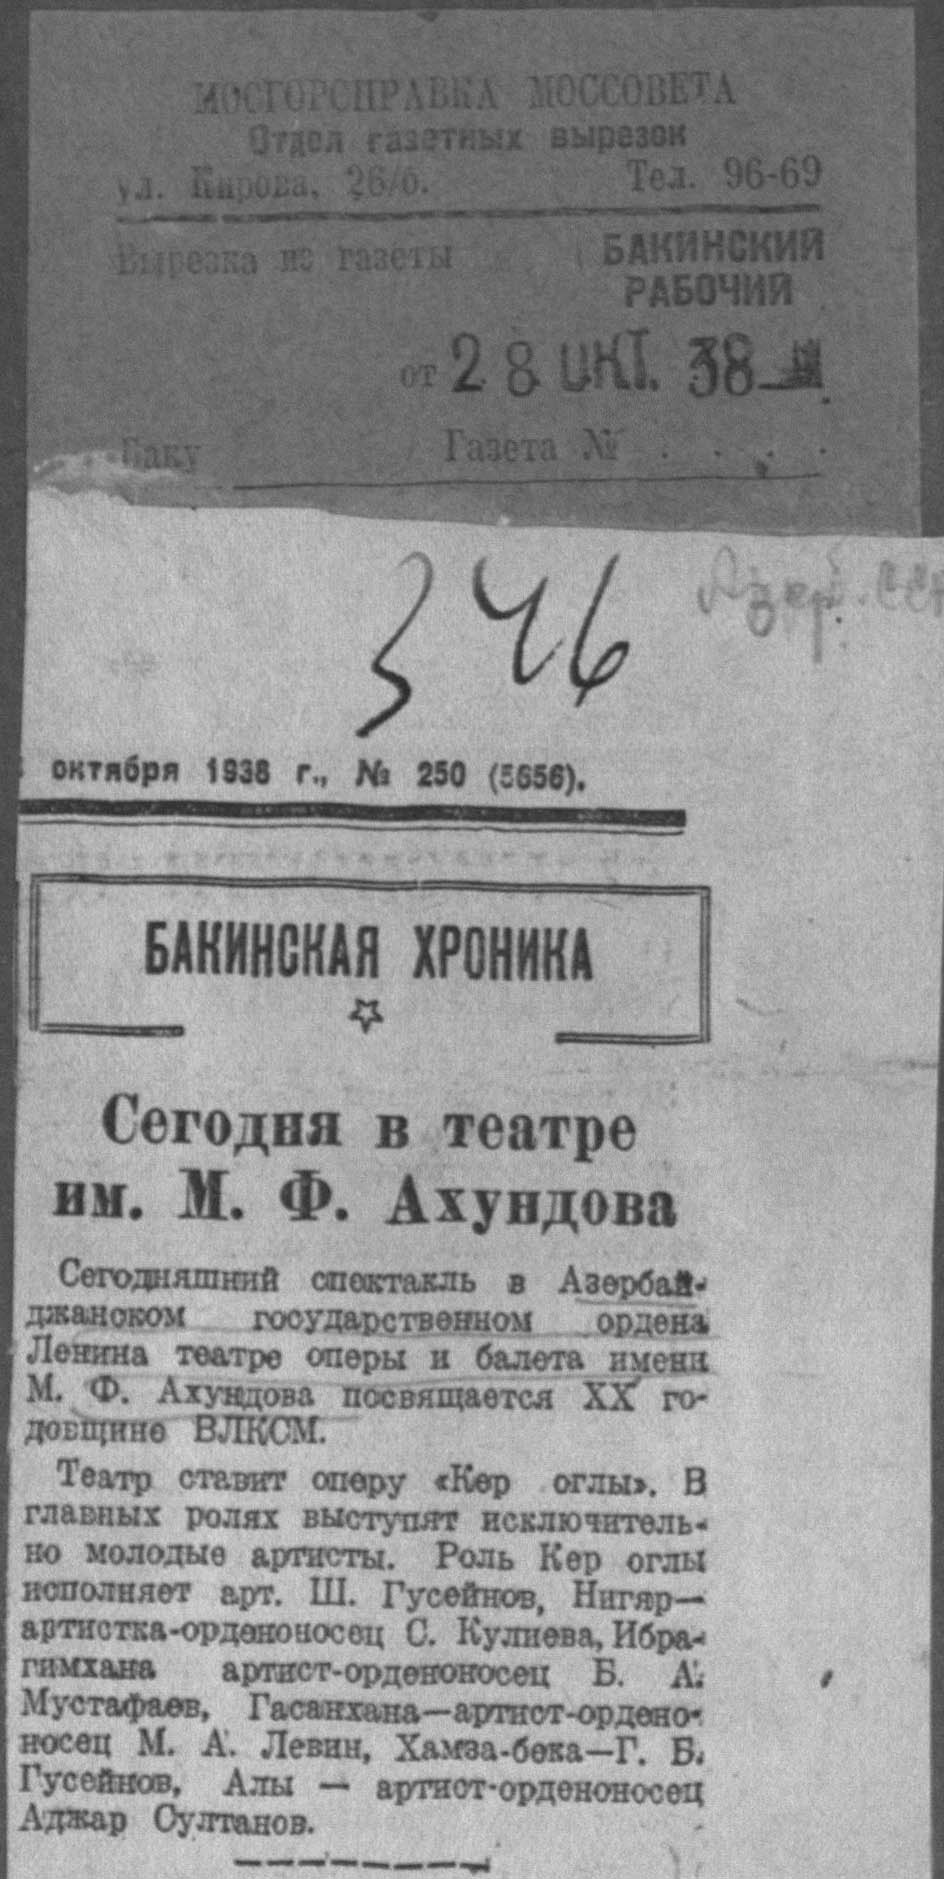 МОСГОРСПРАВКА МОССОВЕТА
Отдел газетных вырезок
ул. Кирова, 26/б. Тел. 96-69
Вырезка из газеты БАКИНСКИЙ
РАБОЧИЙ
от 28 ОКТ. 38
Баку Газета № . . . .
346
Азерб. ССР
октября 1938 г., № 250 (5656).
БАКИНСКАЯ ХРОНИКА
Сегодня в театре
им. М. Ф. Ахундова
Сегодняшний спектакль в Азербай-
джанском государственном ордена
Ленина театре оперы и балета имени
М. Ф. Ахундова посвящается XX го-
довщине ВЛКСМ.
Театр ставит оперу «Кер оглы». В
главных ролях выступят исключитель-
но молодые артисты. Роль Кер оглы
исполняет арт. Ш. Гусейнов, Нигяр—
артистка-орденоносец С. Кулиева, Ибра-
гимхана артист-орденоносец Б. А.
Мустафаев, Гасанхана—артист-ордено-
носец М. А. Левин, Хамза-бека—Г. Б.
Гусейнов, Алы — артист-орденоносец
Аджар Султанов.